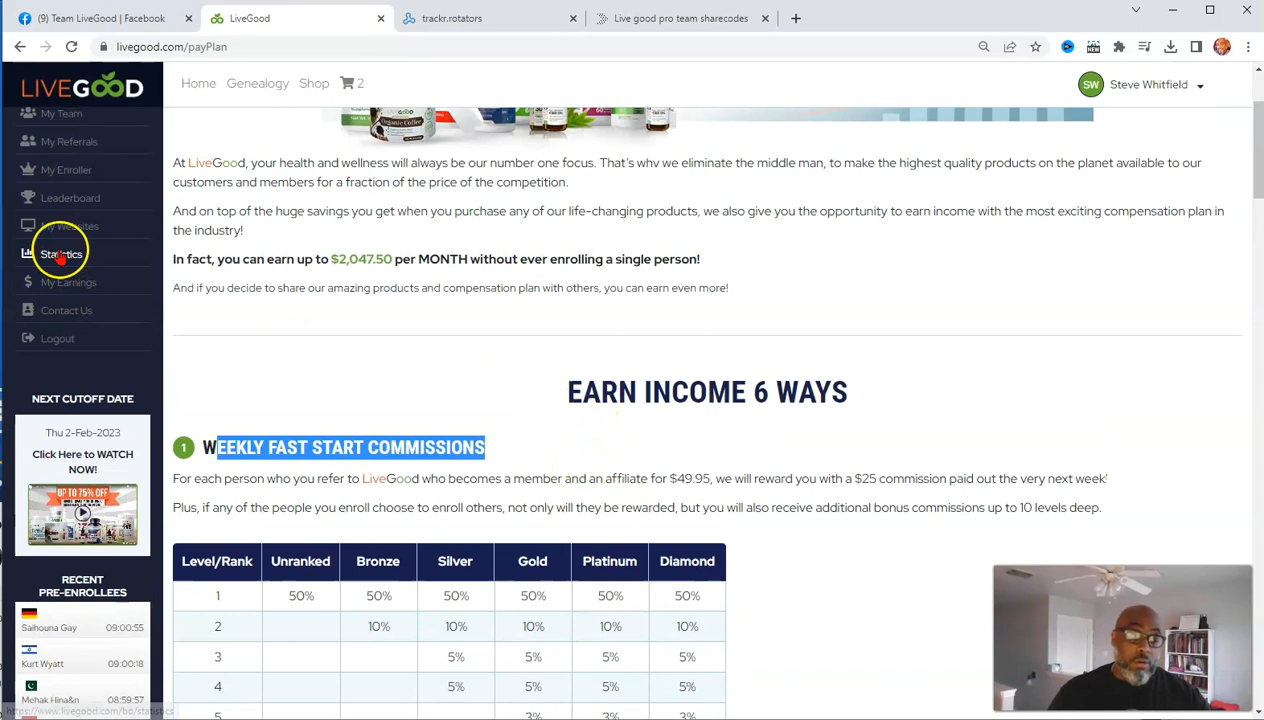 (9) Team LiveGood | Facebook
LiveGood
trackr.rotators
Live good pro team sharecodes
livegood.com/payPlan
LIVEGOOD
Home
Genealogy
Shop
2
SW
Steve Whitfield
My Team
My Referrals
My Enroller
Leaderboard
My Websites
Statistics
My Earnings
Contact Us
Logout
NEXT CUTOFF DATE
Thu 2-Feb-2023
Click Here to WATCH
NOW!
UP TO 75% OFF
RECENT
PRE-ENROLLEES
Saihouna Gay 09:00:55
Kurt Wyatt 09:00:18
Mehak Hina&n 08:59:57
https://www.livegood.com/bo/statistics
At LiveGood, your health and wellness will always be our number one focus. That's why we eliminate the middle man, to make the highest quality products on the planet available to our
customers and members for a fraction of the price of the competition.
And on top of the huge savings you get when you purchase any of our life-changing products, we also give you the opportunity to earn income with the most exciting compensation plan in
the industry!
In fact, you can earn up to $2,047.50 per MONTH without ever enrolling a single person!
And if you decide to share our amazing products and compensation plan with others, you can earn even more!
EARN INCOME 6 WAYS
1 WEEKLY FAST START COMMISSIONS
For each person who you refer to LiveGood who becomes a member and an affiliate for $49.95, we will reward you with a $25 commission paid out the very next week!
Plus, if any of the people you enroll choose to enroll others, not only will they be rewarded, but you will also receive additional bonus commissions up to 10 levels deep.
Level/Rank Unranked Bronze Silver Gold Platinum Diamond
1 50% 50% 50% 50% 50% 50%
2 10% 10% 10% 10% 10%
3 5% 5% 5% 5%
4 5% 5% 5% 5%
5 3% 3% 3%